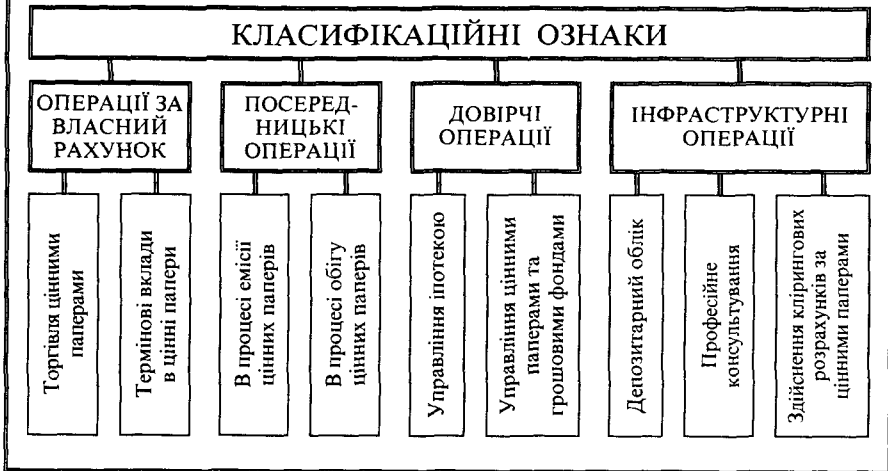 КЛАСИФІКАЦІЙНІ ОЗНАКИ
ОПЕРАЦІЇ ЗА
ВЛАСНИЙ
РАХУНОК
ПОСЕРЕД-
НИЦЬКІ
ОПЕРАЦІЇ
ДОВІРЧІ
ОПЕРАЦІЇ
ІНФРАСТРУКТУРНІ
ОПЕРАЦІЇ
Торгівля цінними
паперами
Термінові вклади
в цінні папери
В процесі емісії
цінних паперів
В процесі обігу
цінних паперів
Управління іпотекою
Управління цінними
паперами та
грошовими фондами
Депозитарний облік
Професійне
консультування
Здійснення клірингових
розрахунків за
цінними паперами